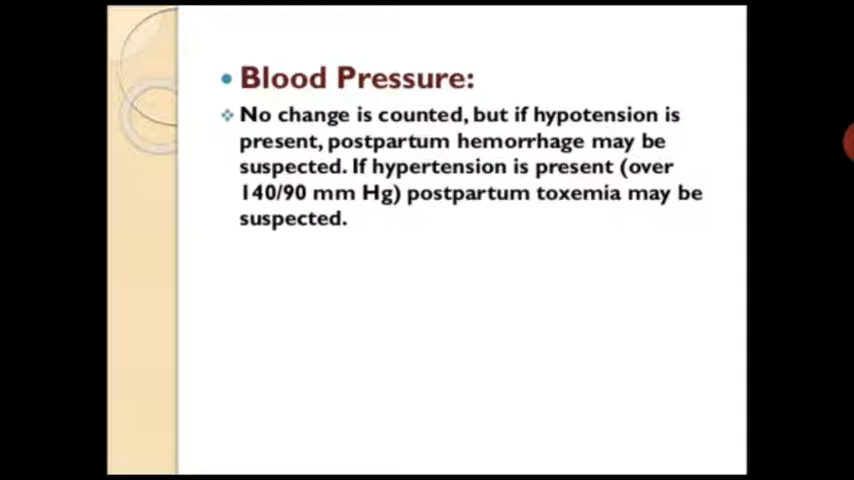 Blood Pressure:
No change is counted, but if hypotension is
present, postpartum hemorrhage may be
suspected. If hypertension is present (over
140/90 mm Hg) postpartum toxemia may be
suspected.